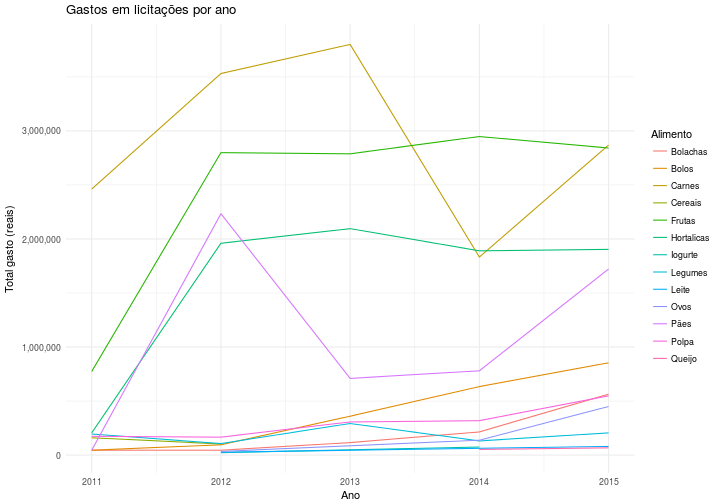 Gastos em licitações por ano
Total gasto (reais)
3,000,000
2,000,000
1,000,000
0
2011
2012
2013
2014
2015
Ano
Alimento
Bolachas
Bolos
Carnes
Cereais
Frutas
Hortalicas
Iogurte
Legumes
Leite
Ovos
Pães
Polpa
Queijo